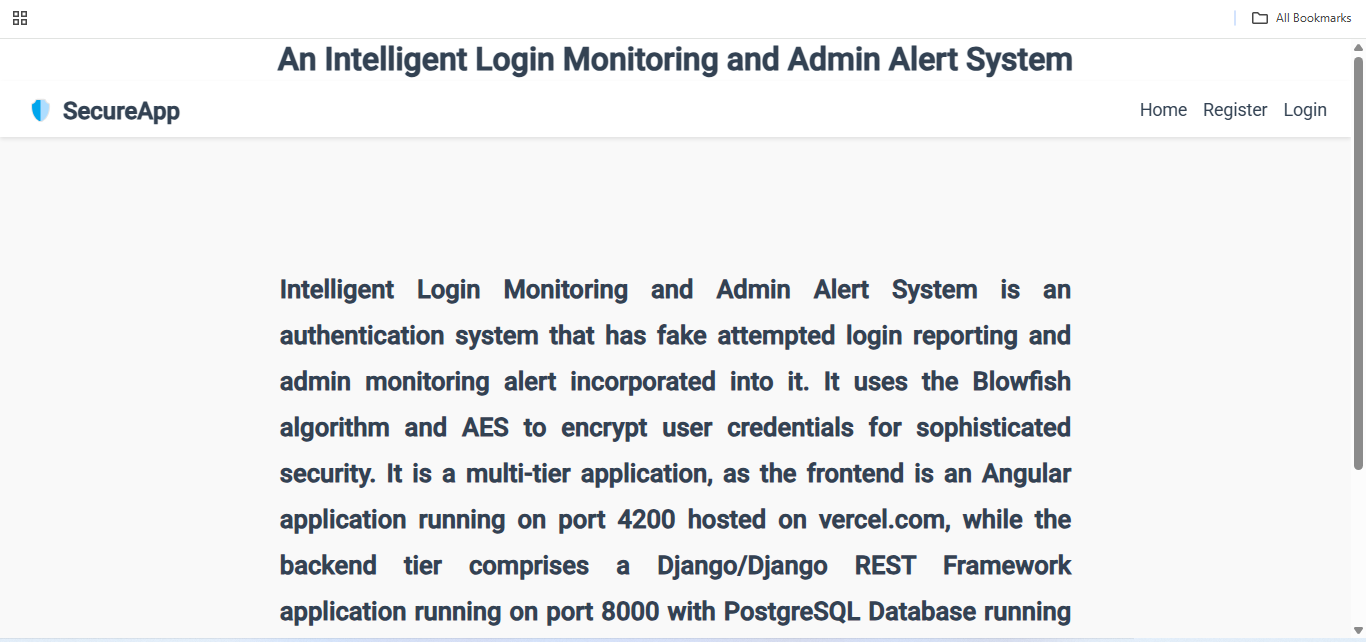 All Bookmarks
An Intelligent Login Monitoring and Admin Alert System
SecureApp
Home Register Login
Intelligent Login Monitoring and Admin Alert System is an
authentication system that has fake attempted login reporting and
admin monitoring alert incorporated into it. It uses the Blowfish
algorithm and AES to encrypt user credentials for sophisticated
security. It is a multi-tier application, as the frontend is an Angular
application running on port 4200 hosted on vercel.com, while the
backend tier comprises a Django/Django REST Framework
application running on port 8000 with PostgreSQL Database running